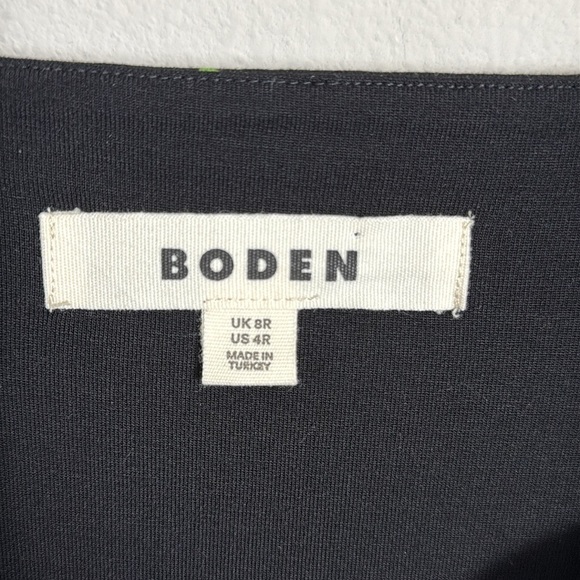 BODEN
UK 8R
US 4R
MADE IN
TURKEY